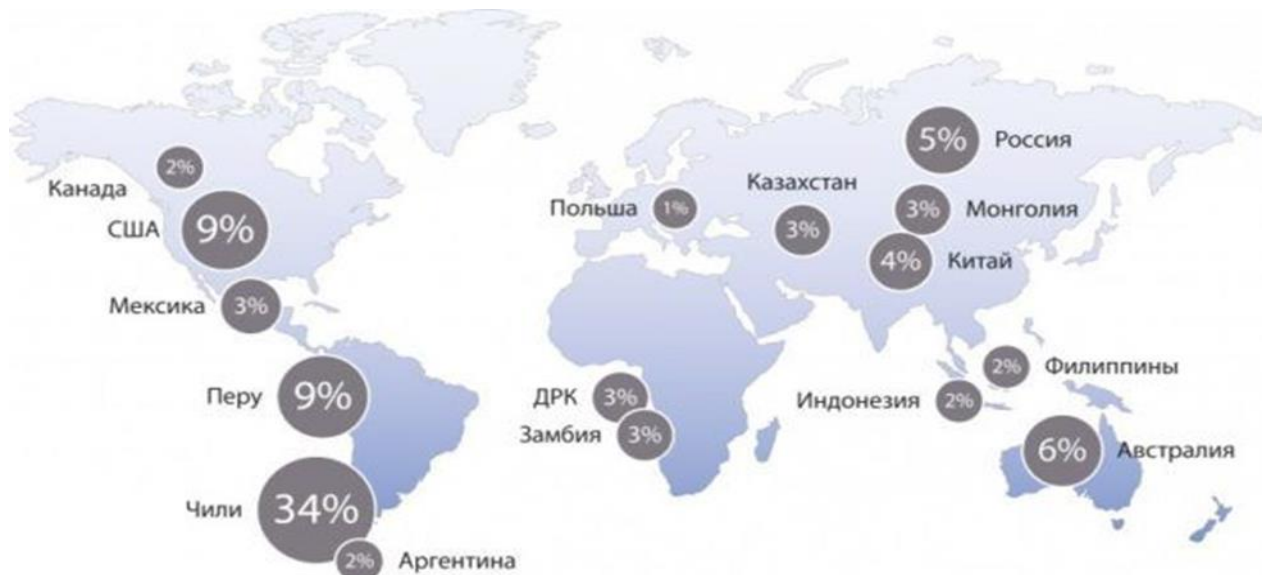 2%
Канада
США 9%
Мексика 3%
Перу 9%
Чили 34%
2% Аргентина
Польша 1%
Казахстан
3%
5% Россия
3% Монголия
4% Китай
ДРК 3%
Замбия 3%
2% Филиппины
Индонезия 2%
6% Австралия